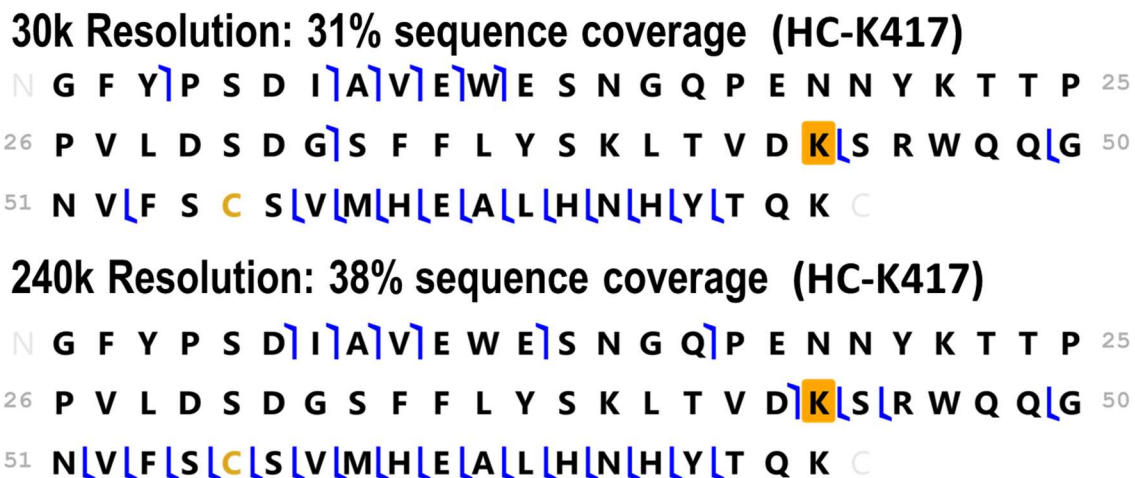 30k Resolution: 31% sequence coverage (HC-K417)
N G F Y P S D I A V E W E S N G Q P E N N Y K T T P 25
26 P V L D S D G S F F L Y S K L T V D K S R W Q Q G 50
51 N V F S C S V M H E A L H N H Y T Q K C
240k Resolution: 38% sequence coverage (HC-K417)
N G F Y P S D I A V E W E S N G Q P E N N Y K T T P 25
26 P V L D S D G S F F L Y S K L T V D K S R W Q Q G 50
51 N V F S C S V M H E A L H N H Y T Q K C